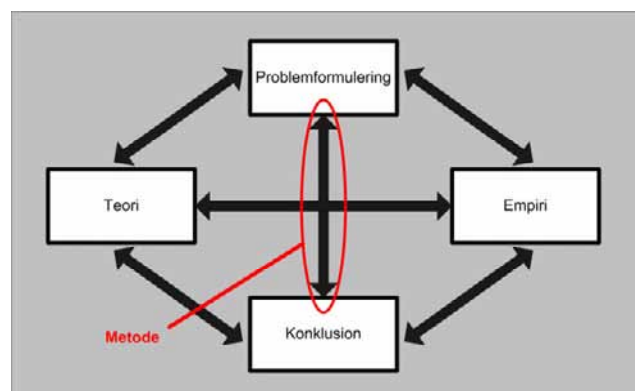 Problemformulering
Teori
Empiri
Metode
Konklusion